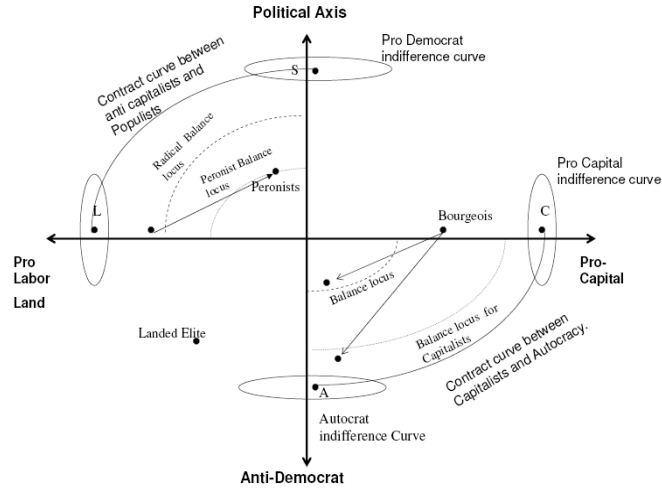 Political Axis
Pro Democrat
indifference curve
S
Contract curve between
anti capitalists and
Populists
Radical Balance
locus
Peronist Balance
locus
Peronists
Pro Capital
indifference curve
L
Bourgeois
C
Pro
Labor
Land
Pro-
Capital
Balance locus
Landed Elite
Balance locus for
Capitalists
Contract curve between
Capitalists and Autocracy.
A
Autocrat
indifference Curve
Anti-Democrat